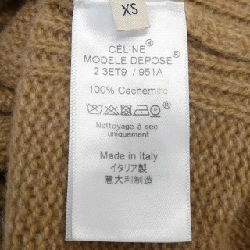 XS
CÉLINE®
MODELE DEPOSE®
2 3ET9 / 951A
100% Cachemire
Nettoyage à sec
uniquement
Made in Italy
イタリア製
意大利制造